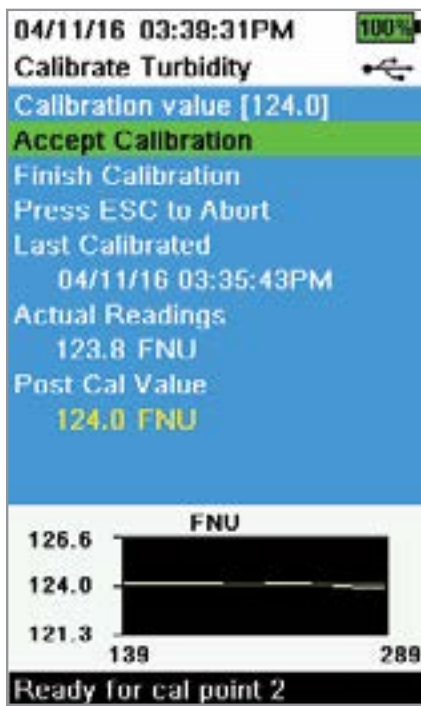 04/11/16 03:39:31PM 100%
Calibrate Turbidity
Calibration value [124.0]
Accept Calibration
Finish Calibration
Press ESC to Abort
Last Calibrated
04/11/16 03:35:43PM
Actual Readings
123.8 FNU
Post Cal Value
124.0 FNU
FNU
126.6
124.0
121.3
139 289
Ready for cal point 2